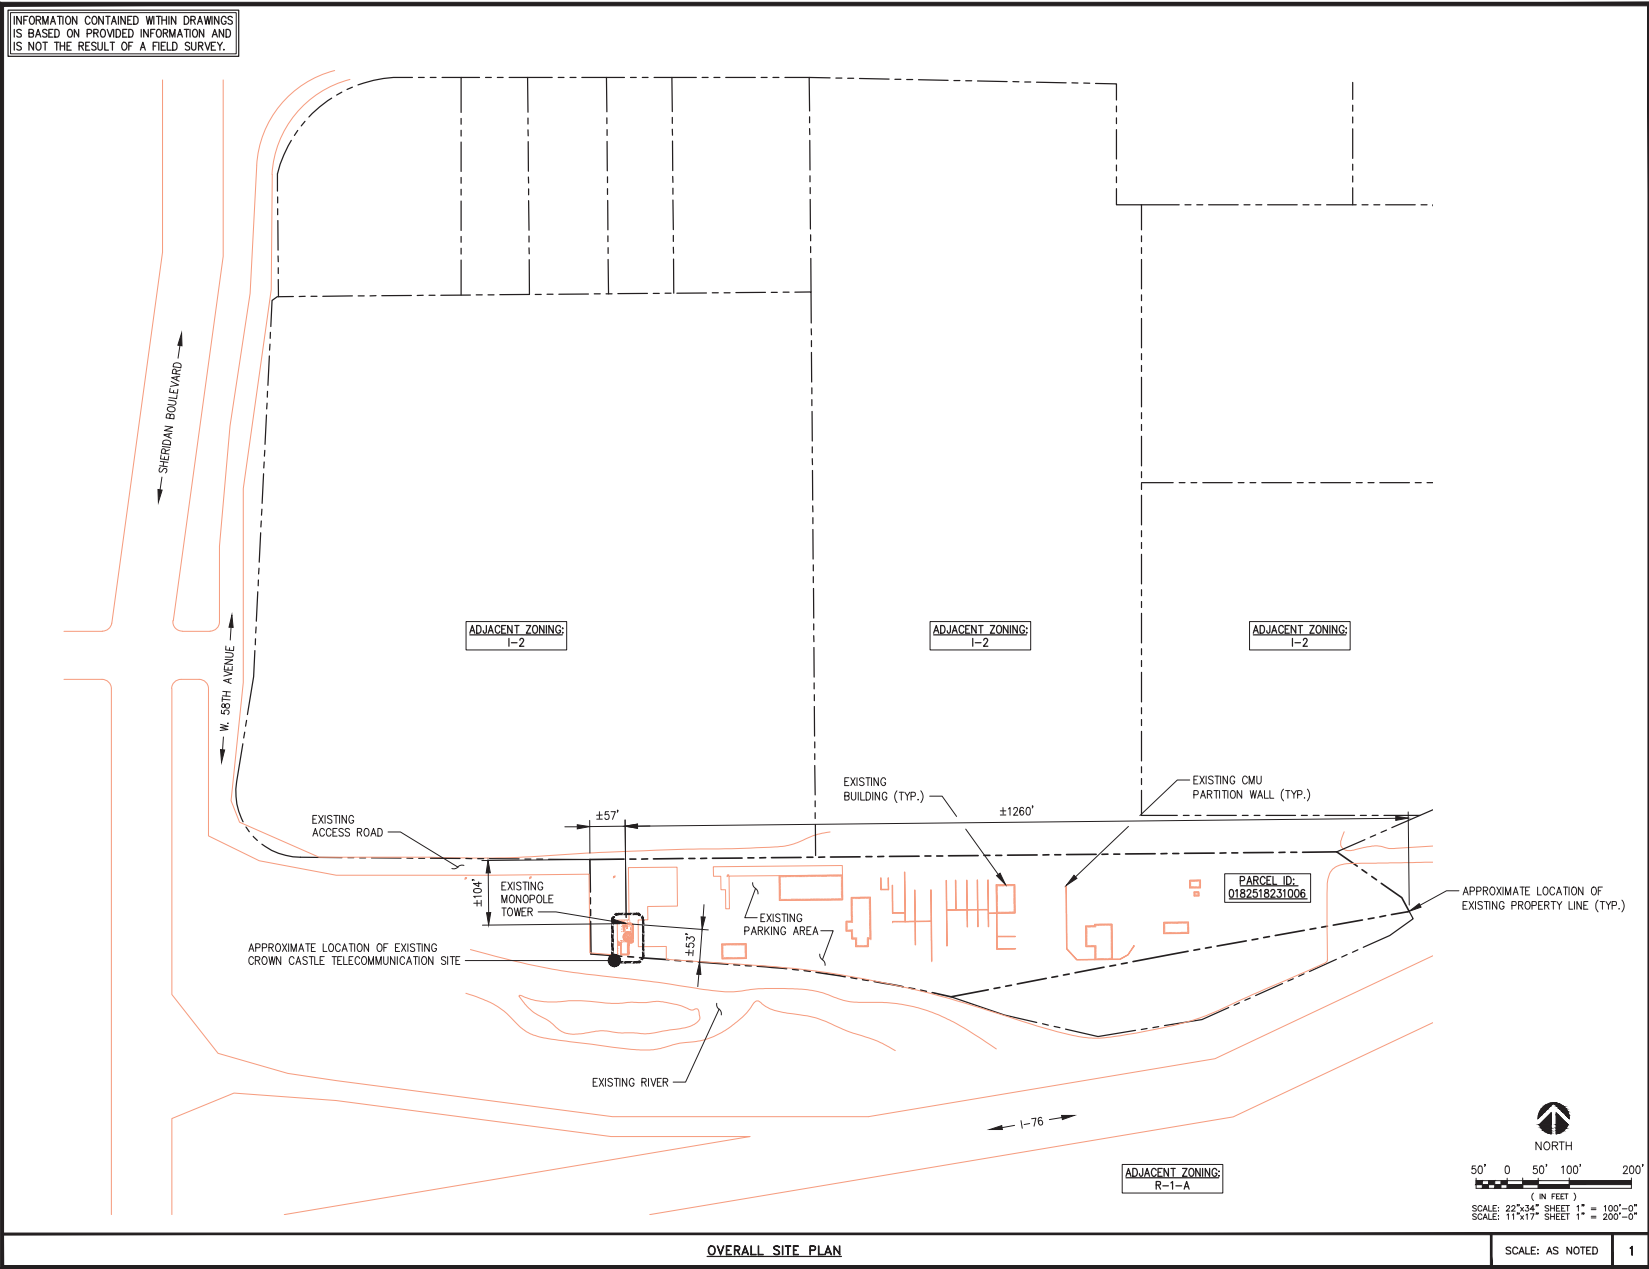 INFORMATION CONTAINED WITHIN DRAWINGS
IS BASED ON PROVIDED INFORMATION AND
IS NOT THE RESULT OF A FIELD SURVEY.
SHERIDAN BOULEVARD
W. 58TH AVENUE
ADJACENT ZONING:
I-2
ADJACENT ZONING:
I-2
ADJACENT ZONING:
I-2
EXISTING
BUILDING (TYP.)
EXISTING CMU
PARTITION WALL (TYP.)
±57'
±1260'
EXISTING
ACCESS ROAD
±104'
EXISTING
MONOPOLE
TOWER
PARCEL ID:
0182518231006
APPROXIMATE LOCATION OF
EXISTING PROPERTY LINE (TYP.)
EXISTING
PARKING AREA
±53'
APPROXIMATE LOCATION OF EXISTING
CROWN CASTLE TELECOMMUNICATION SITE
EXISTING RIVER
I-76
ADJACENT ZONING:
R-1-A
NORTH
50' 0 50' 100' 200'
( IN FEET )
SCALE: 22"x34" SHEET 1" = 100'-0"
SCALE: 11"x17" SHEET 1" = 200'-0"
OVERALL SITE PLAN
SCALE: AS NOTED
1